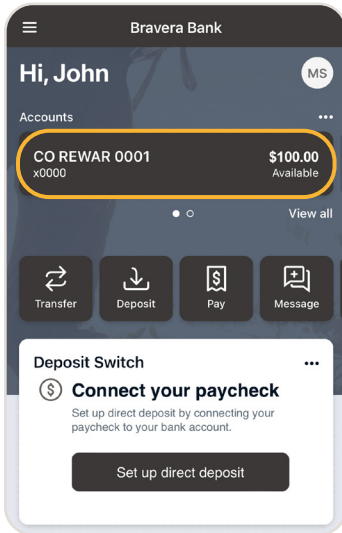 Bravera Bank
Hi, John
MS
Accounts
CO REWAR 0001
$100.00
x0000
Available
View all
Transfer
Deposit
Pay
Message
Deposit Switch
Connect your paycheck
Set up direct deposit by connecting your
paycheck to your bank account.
Set up direct deposit